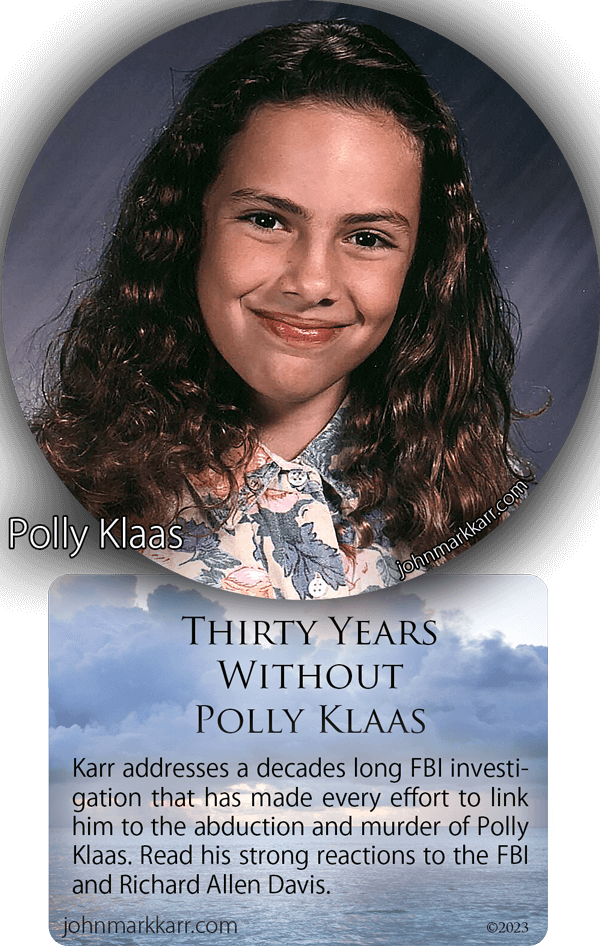 Polly Klaas
johnmarkkarr.com
THIRTY YEARS
WITHOUT
POLLY KLAAS
Karr addresses a decades long FBI investi-
gation that has made every effort to link
him to the abduction and murder of Polly
Klaas. Read his strong reactions to the FBI
and Richard Allen Davis.
johnmarkkarr.com
©2023